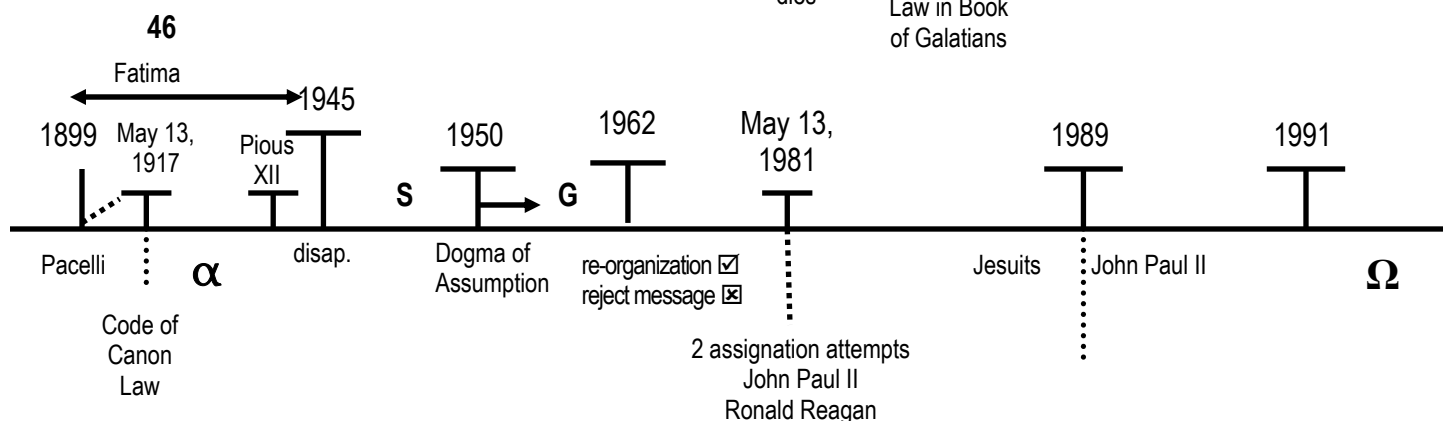 Law in Book
of Galatians
46
Fatima
1945
1899
May 13,
1917
Pious
XII
1950
1962
May 13,
1981
1989
1991
S
G
Pacelli
α
disap.
Dogma of
Assumption
re-organization ☑
reject message ☒
Jesuits
John Paul II
Ω
Code of
Canon
Law
2 assignation attempts
John Paul II
Ronald Reagan